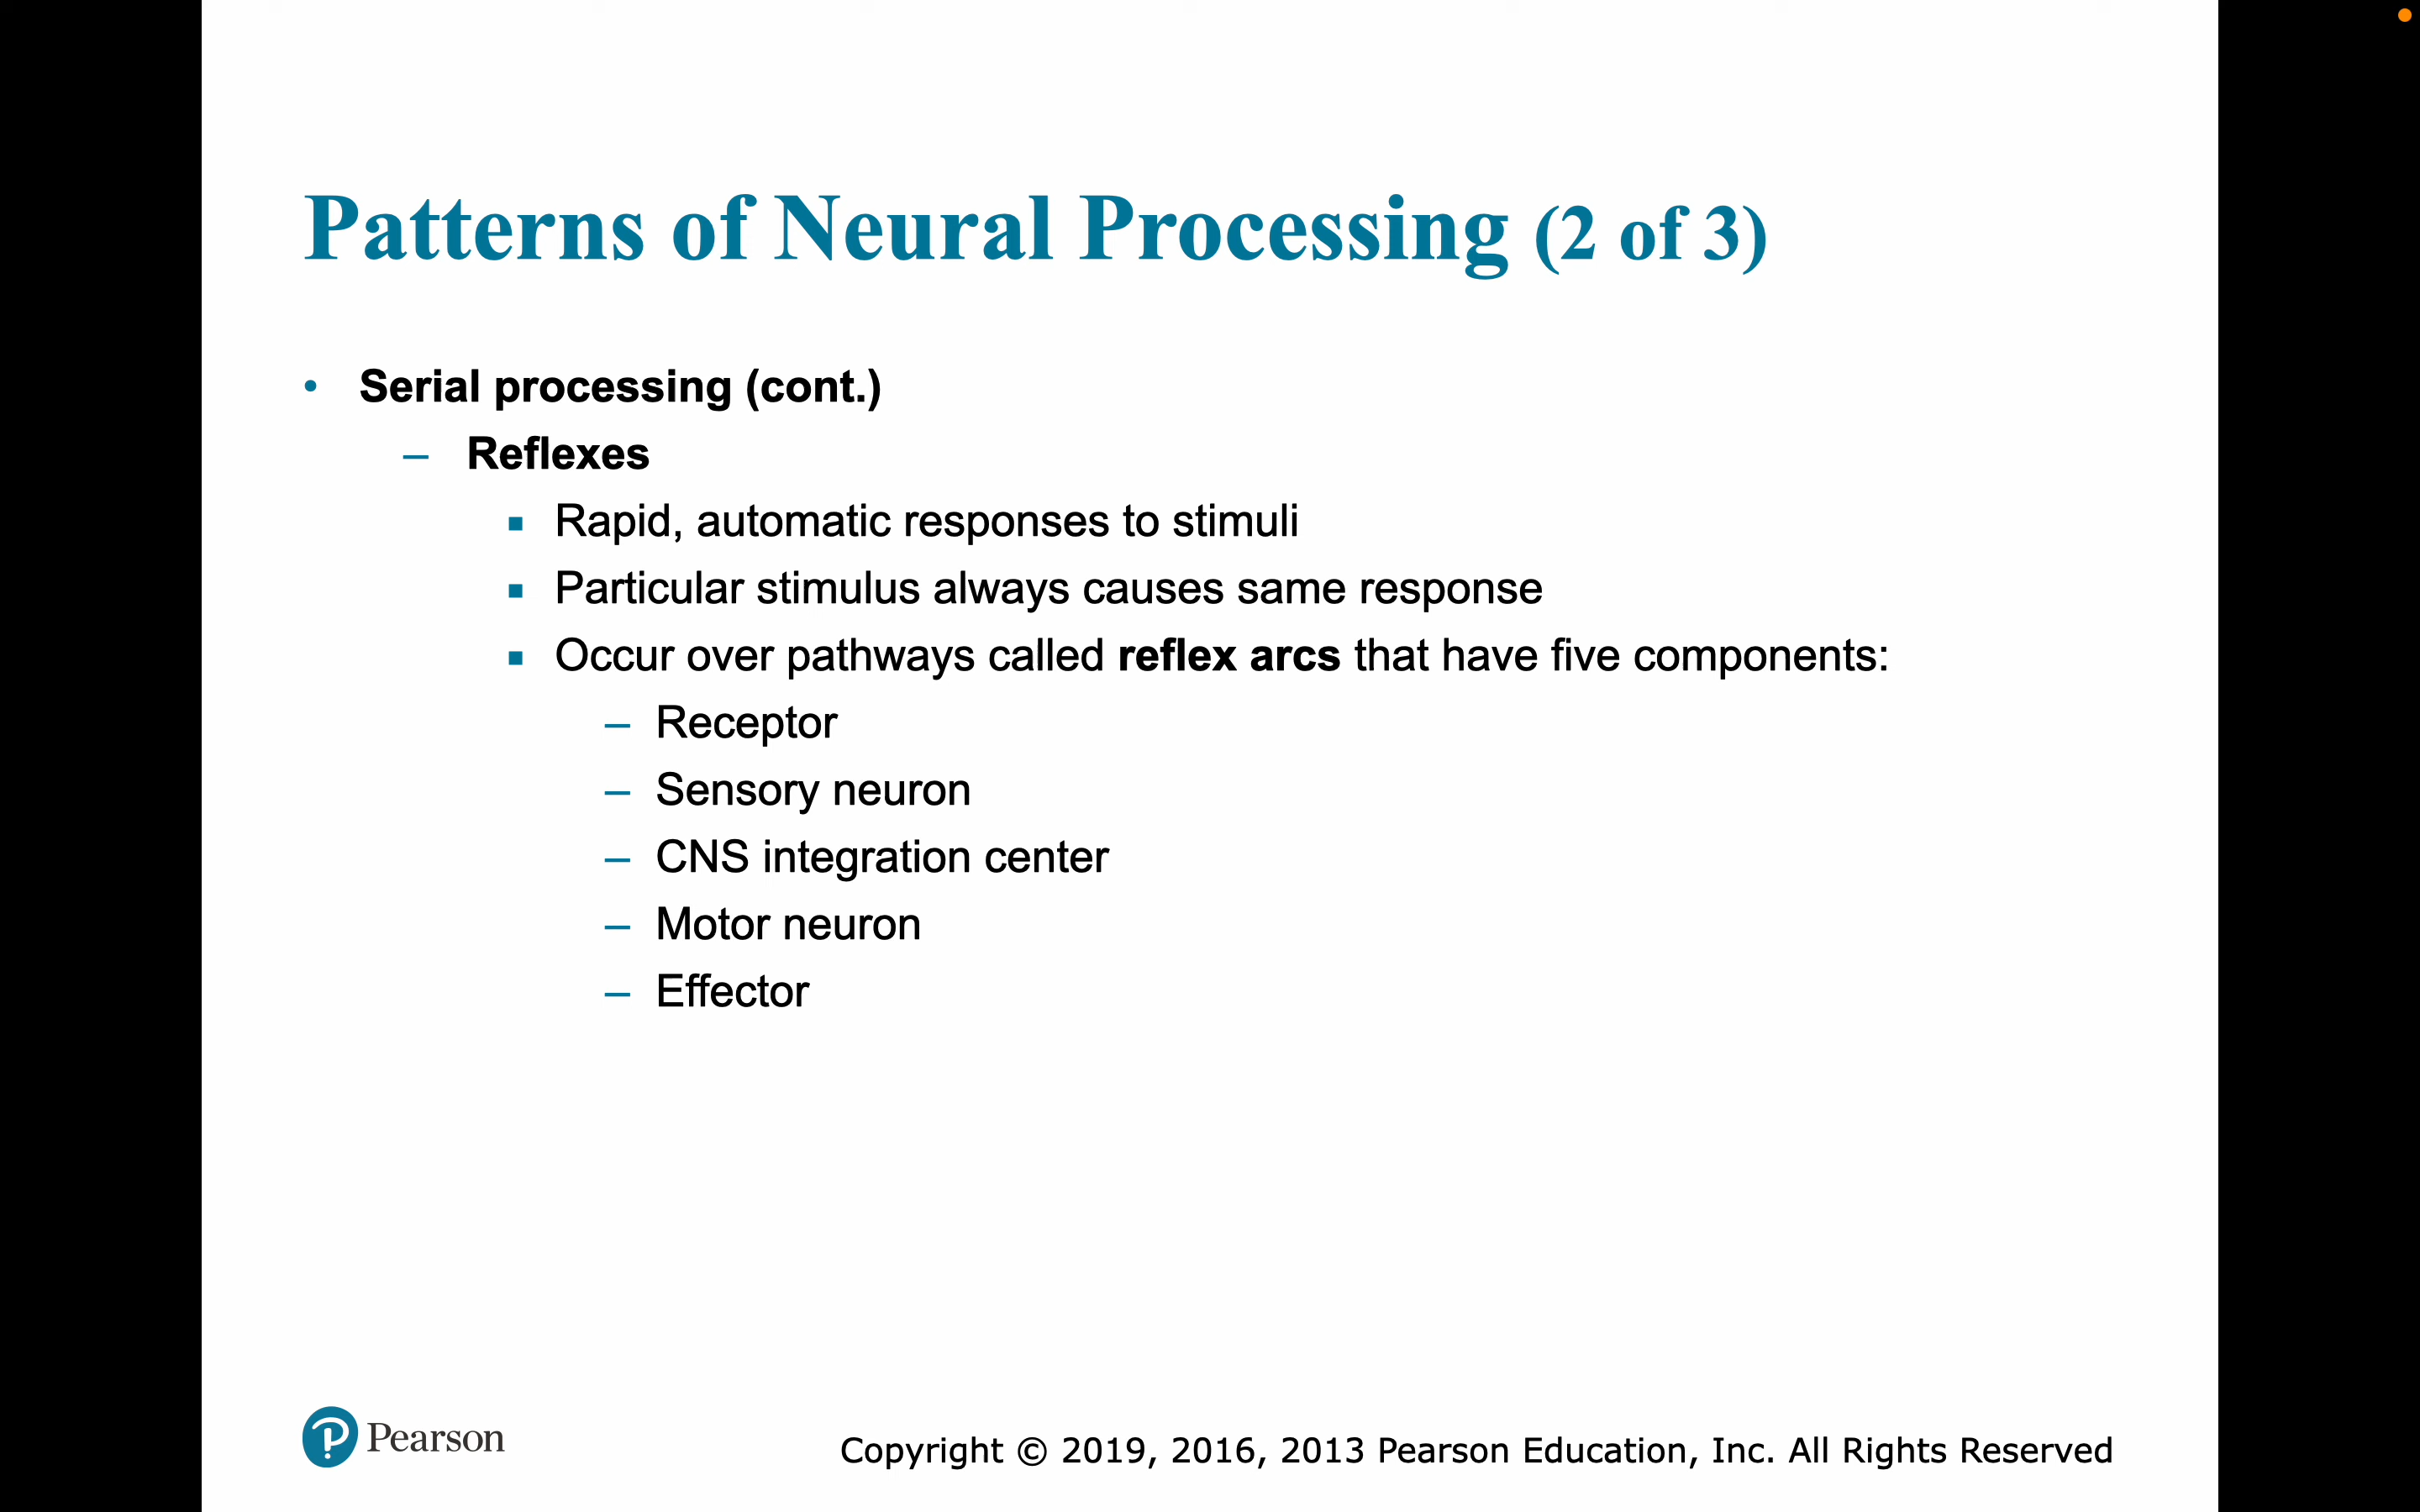 Patterns of Neural Processing (2 of 3)
• Serial processing (cont.)
– Reflexes
▪ Rapid, automatic responses to stimuli
▪ Particular stimulus always causes same response
▪ Occur over pathways called reflex arcs that have five components:
– Receptor
– Sensory neuron
– CNS integration center
– Motor neuron
– Effector
Pearson
Copyright © 2019, 2016, 2013 Pearson Education, Inc. All Rights Reserved